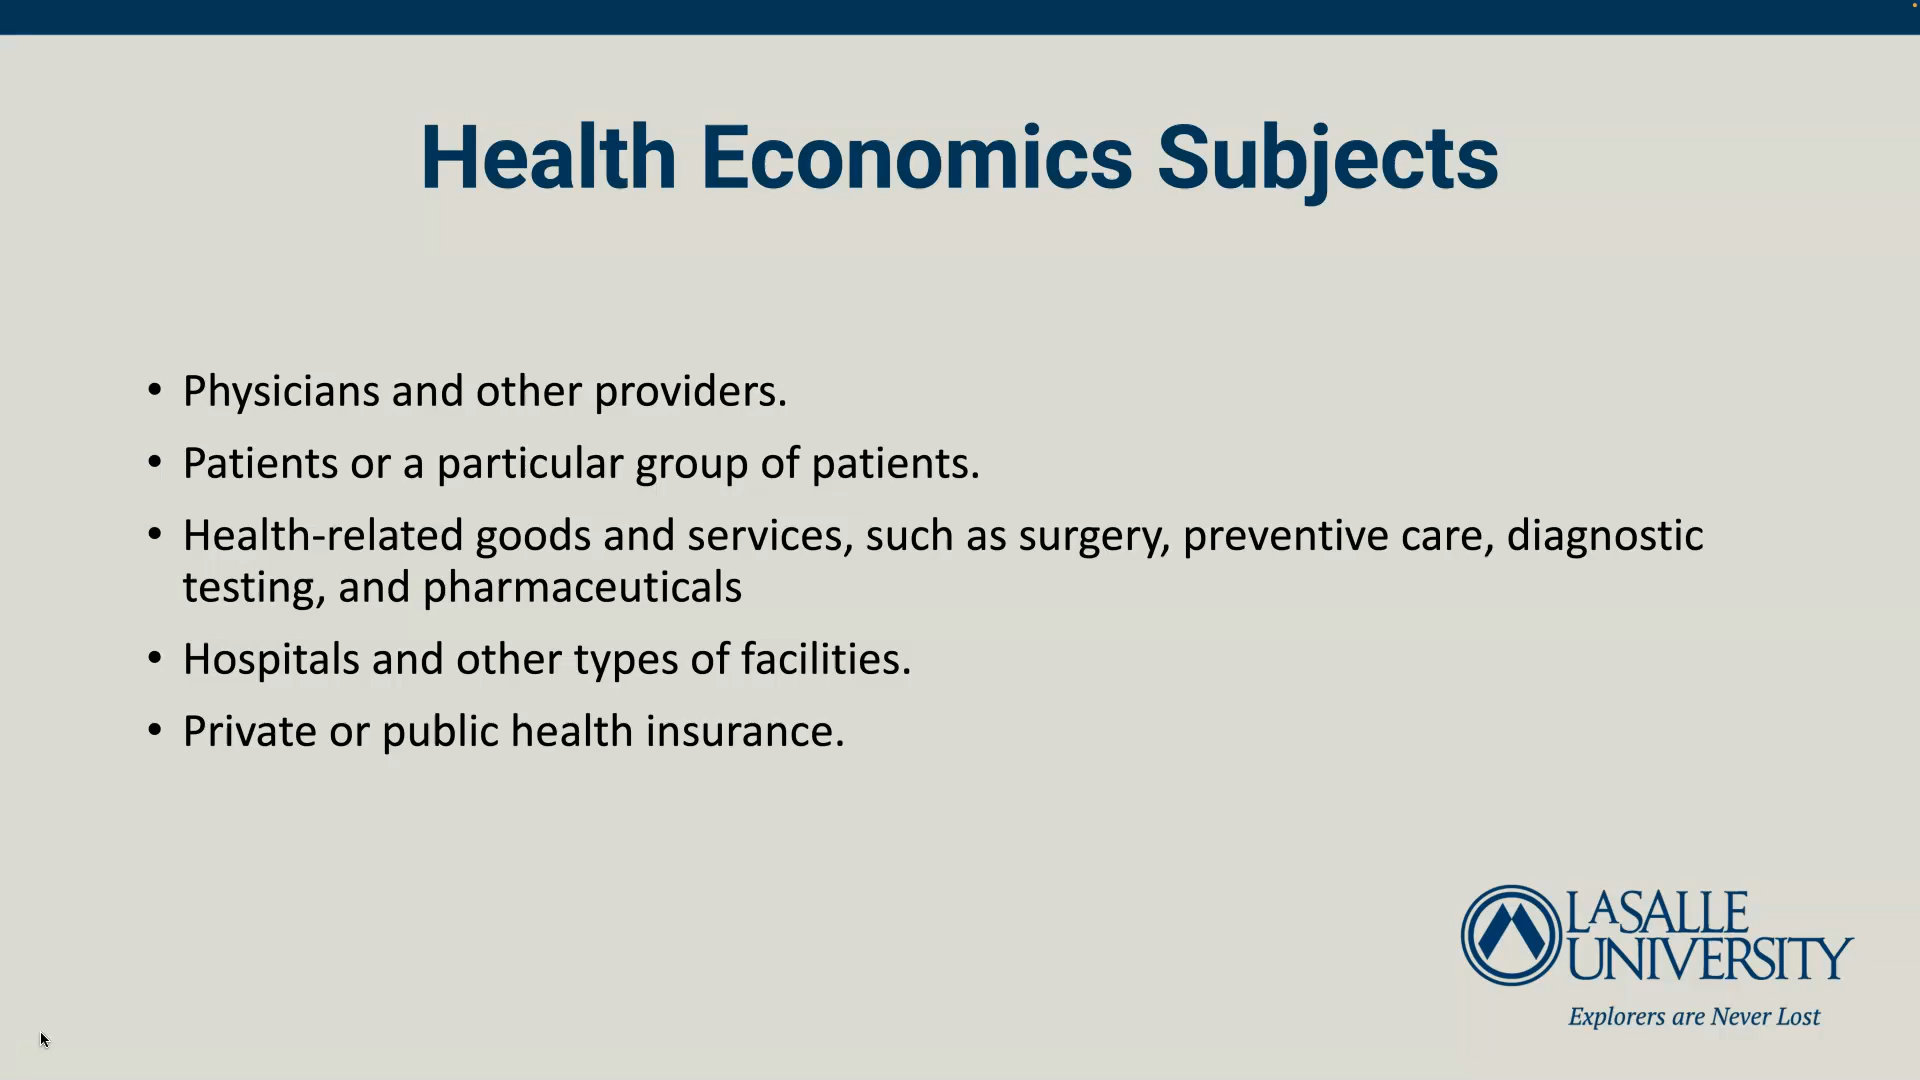 Health Economics Subjects
• Physicians and other providers.
• Patients or a particular group of patients.
• Health-related goods and services, such as surgery, preventive care, diagnostic
testing, and pharmaceuticals
• Hospitals and other types of facilities.
• Private or public health insurance.
LASALLE
UNIVERSITY
Explorers are Never Lost